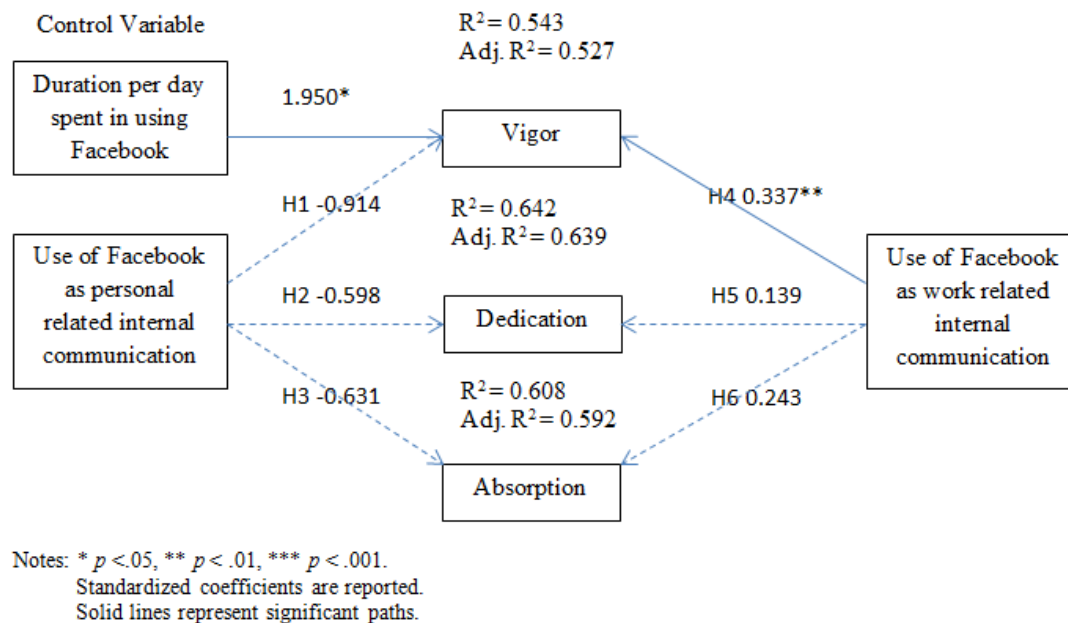 Control Variable
R² = 0.543
Adj. R² = 0.527
Duration per day
spent in using
Facebook
1.950*
Vigor
H1 -0.914
H4 0.337**
R² = 0.642
Adj. R² = 0.639
Use of Facebook
as personal
related internal
communication
H2 -0.598
Dedication
H5 0.139
Use of Facebook
as work related
internal
communication
H3 -0.631
R² = 0.608
Adj. R² = 0.592
H6 0.243
Absorption
Notes: * p <.05, ** p < .01, *** p < .001.
Standardized coefficients are reported.
Solid lines represent significant paths.